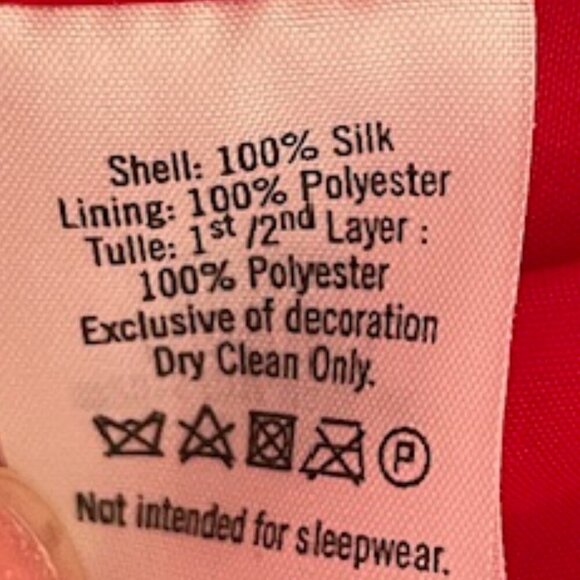 Shell: 100% Silk
Lining: 100% Polyester
Tulle: 1st /2nd Layer :
100% Polyester
Exclusive of decoration
Dry Clean Only.
P
Not intended for sleepwear.